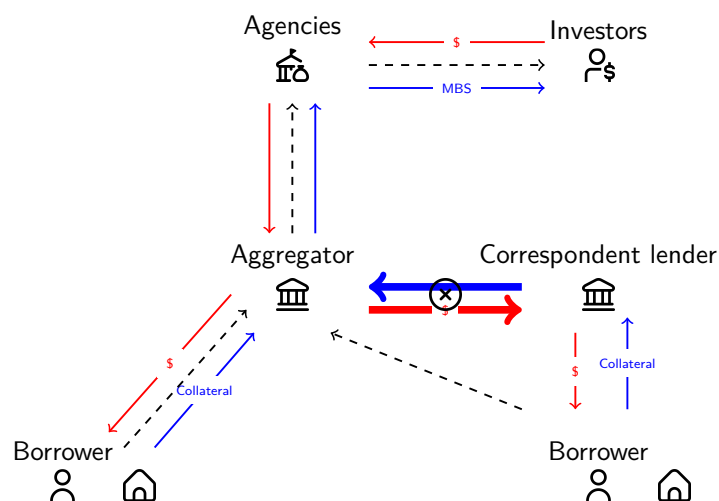 Agencies
Investors
$
MBS
Aggregator
Correspondent lender
$
$
Collateral
$
Collateral
Borrower
Borrower